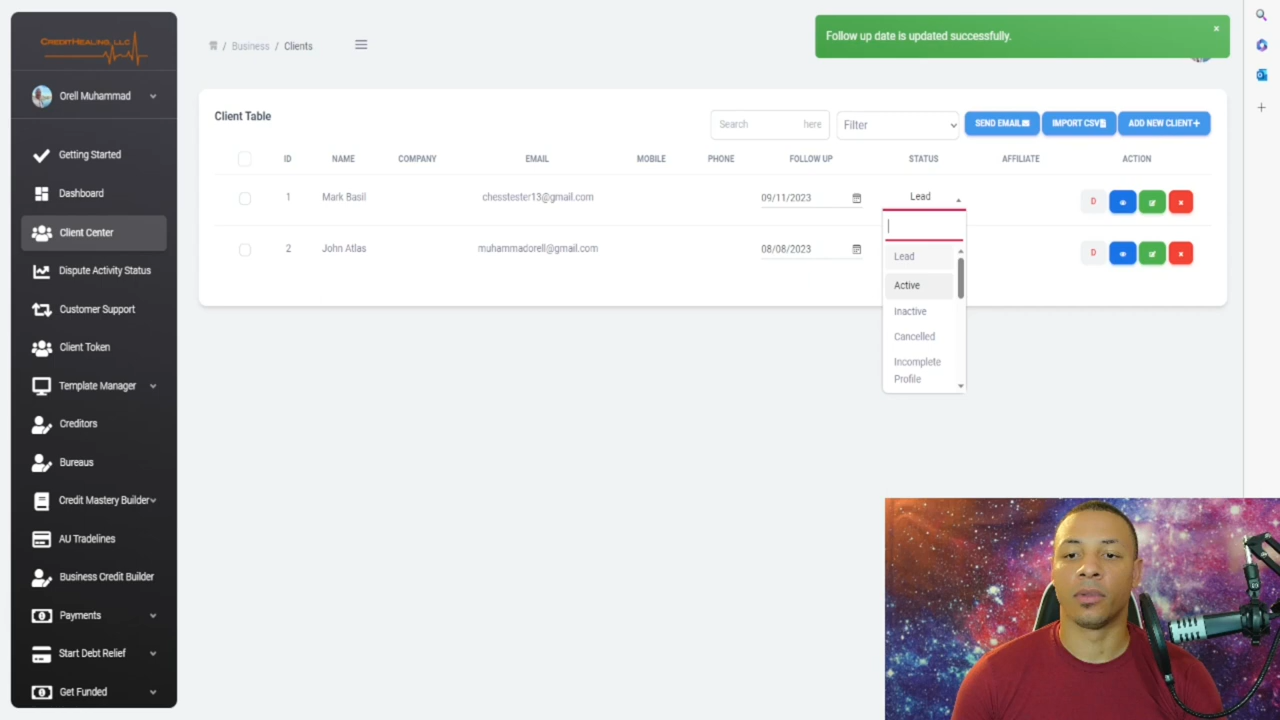 CREDITHEALING, LLC
Orell Muhammad
Getting Started
Dashboard
Client Center
Dispute Activity Status
Customer Support
Client Token
Template Manager
Creditors
Bureaus
Credit Mastery Builder
AU Tradelines
Business Credit Builder
Payments
Start Debt Relief
Get Funded
/ Business / Clients
Follow up date is updated successfully.
×
Client Table
Search here
Filter
SEND EMAIL
IMPORT CSV
ADD NEW CLIENT+
ID NAME COMPANY EMAIL MOBILE PHONE FOLLOW UP STATUS AFFILIATE ACTION
1 Mark Basil chesstester13@gmail.com 09/11/2023 Lead D
2 John Atlas muhammadorell@gmail.com 08/08/2023 D
Lead
Active
Inactive
Cancelled
Incomplete
Profile